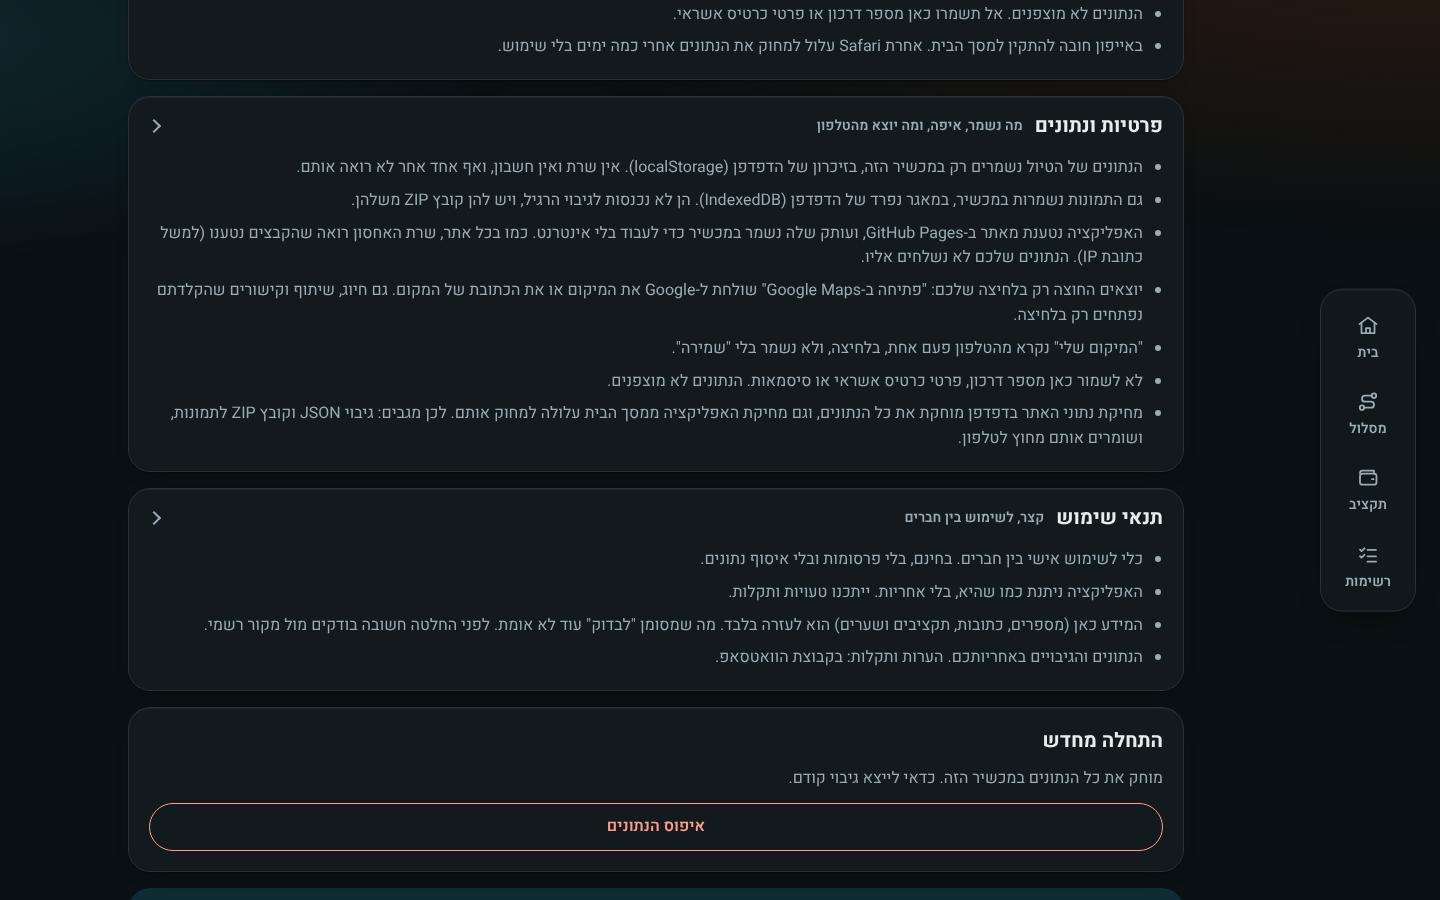 הנתונים לא מוצפנים. אל תשמרו כאן מספר דרכון או פרטי כרטיס אשראי.
באייפון חובה להתקין למסך הבית. אחרת Safari עלול למחוק את הנתונים אחרי כמה ימים בלי שימוש.
פרטיות ונתונים מה נשמר, איפה, ומה יוצא מהטלפון
הנתונים של הטיול נשמרים רק במכשיר הזה, בזיכרון של הדפדפן (localStorage). אין שרת ואין חשבון, ואף אחד אחר לא רואה אותם.
גם התמונות נשמרות במכשיר, במאגר נפרד של הדפדפן (IndexedDB). הן לא נכנסות לגיבוי הרגיל, ויש להן קובץ ZIP משלהן.
האפליקציה נטענת מאתר ב-GitHub Pages, ועותק שלה נשמר במכשיר כדי לעבוד בלי אינטרנט. כמו בכל אתר, שרת האחסון רואה שהקבצים נטענו (למשל
כתובת IP). הנתונים שלכם לא נשלחים אליו.
יוצאים החוצה רק בלחיצה שלכם: "פתיחה ב-Google Maps" שולחת ל-Google את המיקום או את הכתובת של המקום. גם חיוג, שיתוף וקישורים שהקלדתם
נפתחים רק בלחיצה.
"המיקום שלי" נקרא מהטלפון פעם אחת, בלחיצה, ולא נשמר בלי "שמירה".
לא לשמור כאן מספר דרכון, פרטי כרטיס אשראי או סיסמאות. הנתונים לא מוצפנים.
מחיקת נתוני האתר בדפדפן מוחקת את כל הנתונים, וגם מחיקת האפליקציה ממסך הבית עלולה למחוק אותם. לכן מגבים: גיבוי JSON וקובץ ZIP לתמונות,
ושומרים אותם מחוץ לטלפון.
תנאי שימוש קצר, לשימוש בין חברים
כלי לשימוש אישי בין חברים. בחינם, בלי פרסומות ובלי איסוף נתונים.
האפליקציה ניתנת כמו שהיא, בלי אחריות. ייתכנו טעויות ותקלות.
המידע כאן (מספרים, כתובות, תקציבים ושערים) הוא לעזרה בלבד. מה שמסומן "לבדוק" עוד לא אומת. לפני החלטה חשובה בודקים מול מקור רשמי.
הנתונים והגיבויים באחריותכם. הערות ותקלות: בקבוצת הוואטסאפ.
התחלה מחדש
מוחק את כל הנתונים במכשיר הזה. כדאי לייצא גיבוי קודם.
איפוס הנתונים
בית
מסלול
תקציב
רשימות